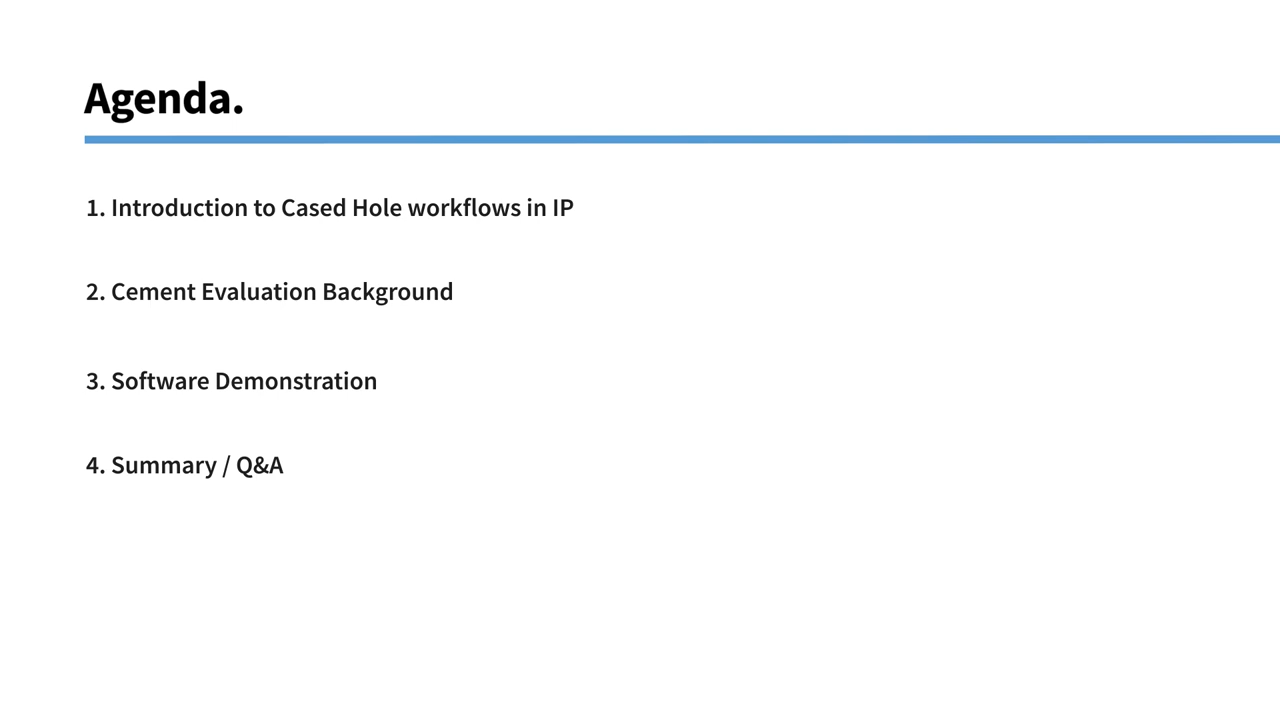 Agenda.
1. Introduction to Cased Hole workflows in IP
2. Cement Evaluation Background
3. Software Demonstration
4. Summary / Q&A